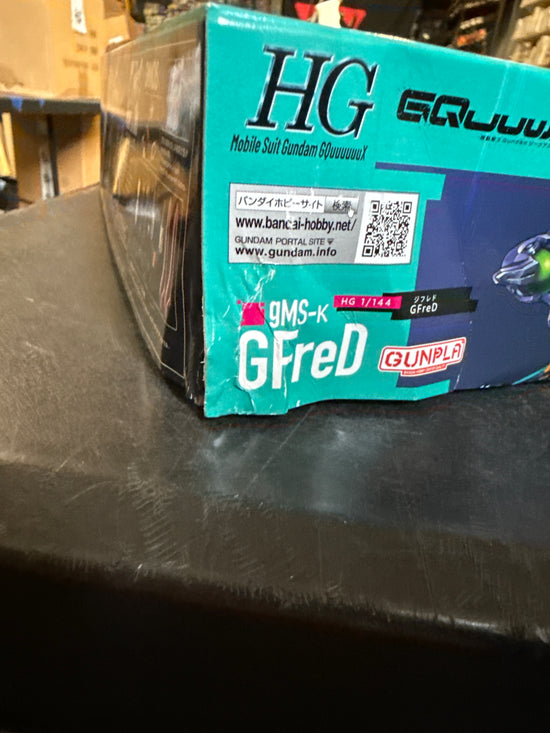 HG
Mobile Suit Gundam GQuuuuuuX
GQuuuuX
バンダイホビーサイト 検索
www.bandai-hobby.net/
GUNDAM PORTAL SITE
www.gundam.info
gMS-κ
HG 1/144
ジフレド
GFreD
GFreD
GUNPLA